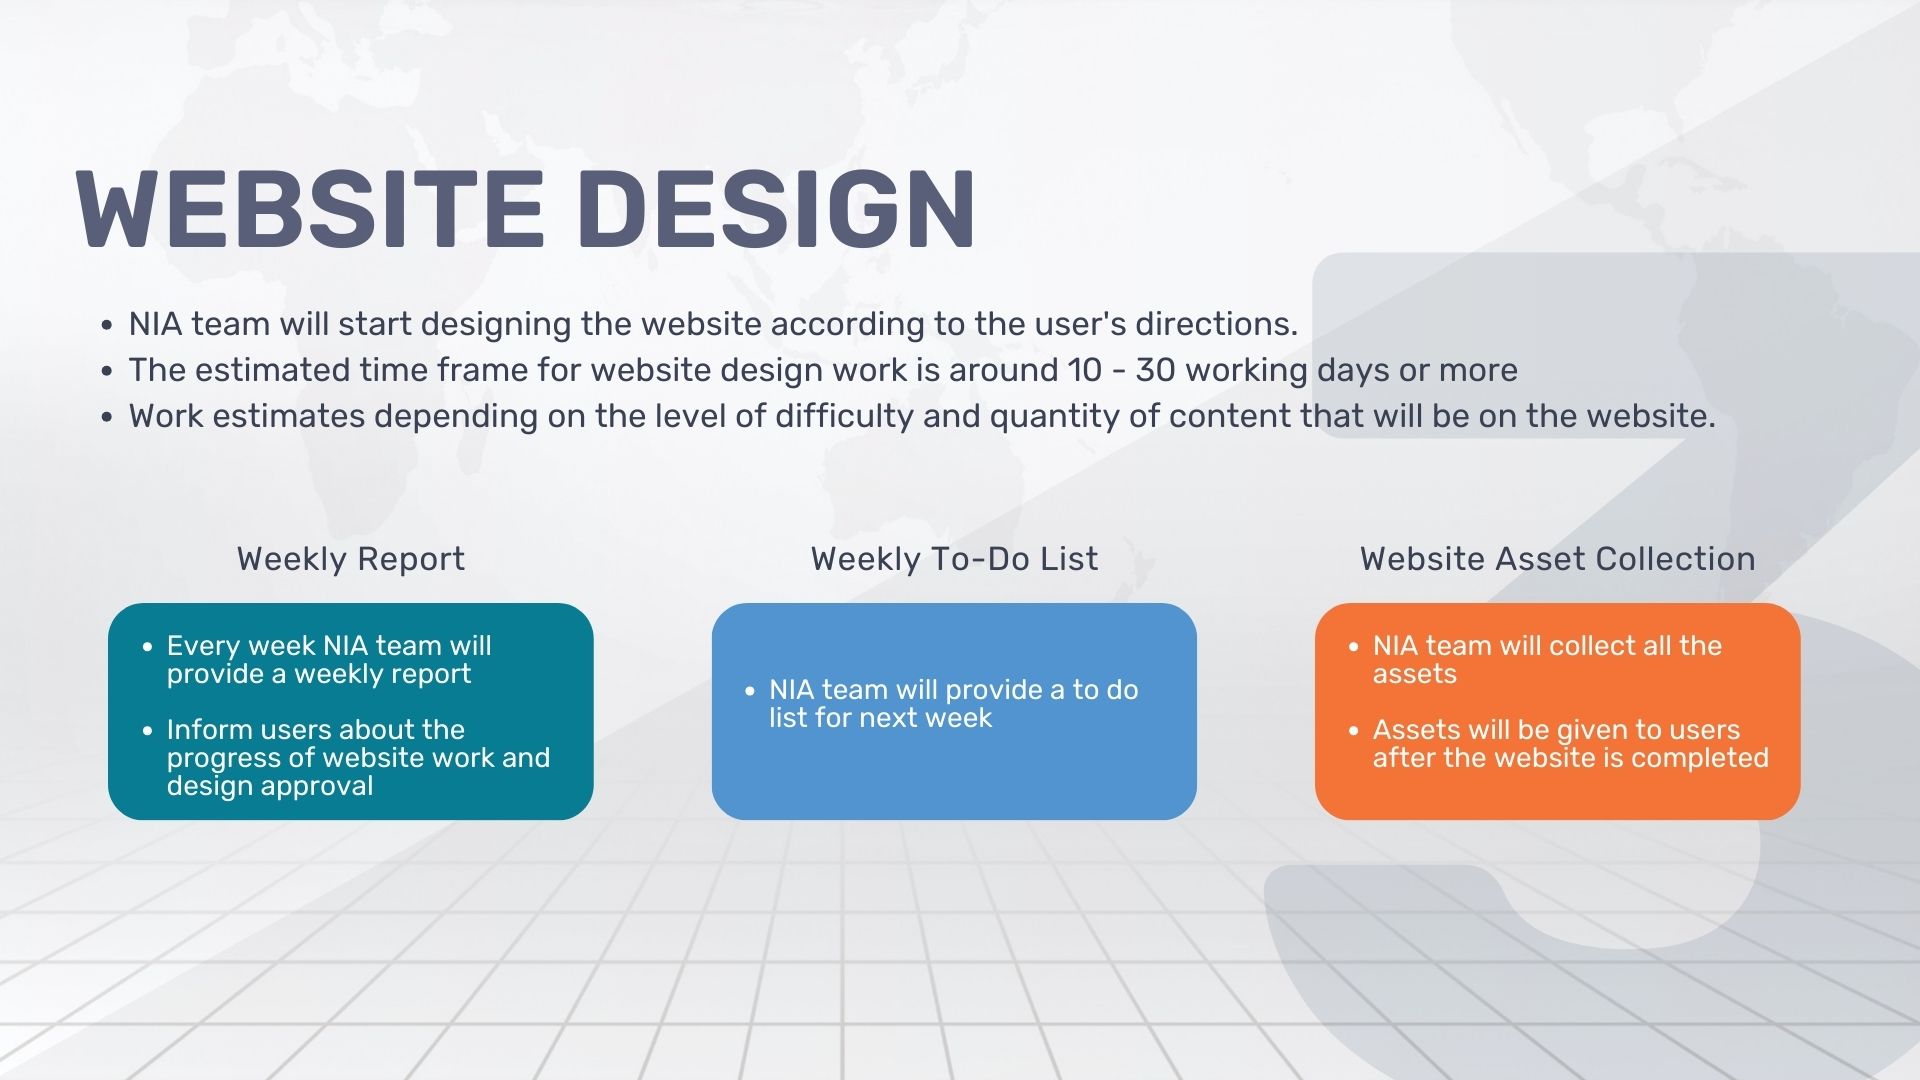 WEBSITE DESIGN
• NIA team will start designing the website according to the user's directions.
• The estimated time frame for website design work is around 10 - 30 working days or more
• Work estimates depending on the level of difficulty and quantity of content that will be on the website.
Weekly Report
• Every week NIA team will
provide a weekly report
• Inform users about the
progress of website work and
design approval
Weekly To-Do List
• NIA team will provide a to do
list for next week
Website Asset Collection
• NIA team will collect all the
assets
• Assets will be given to users
after the website is completed
3